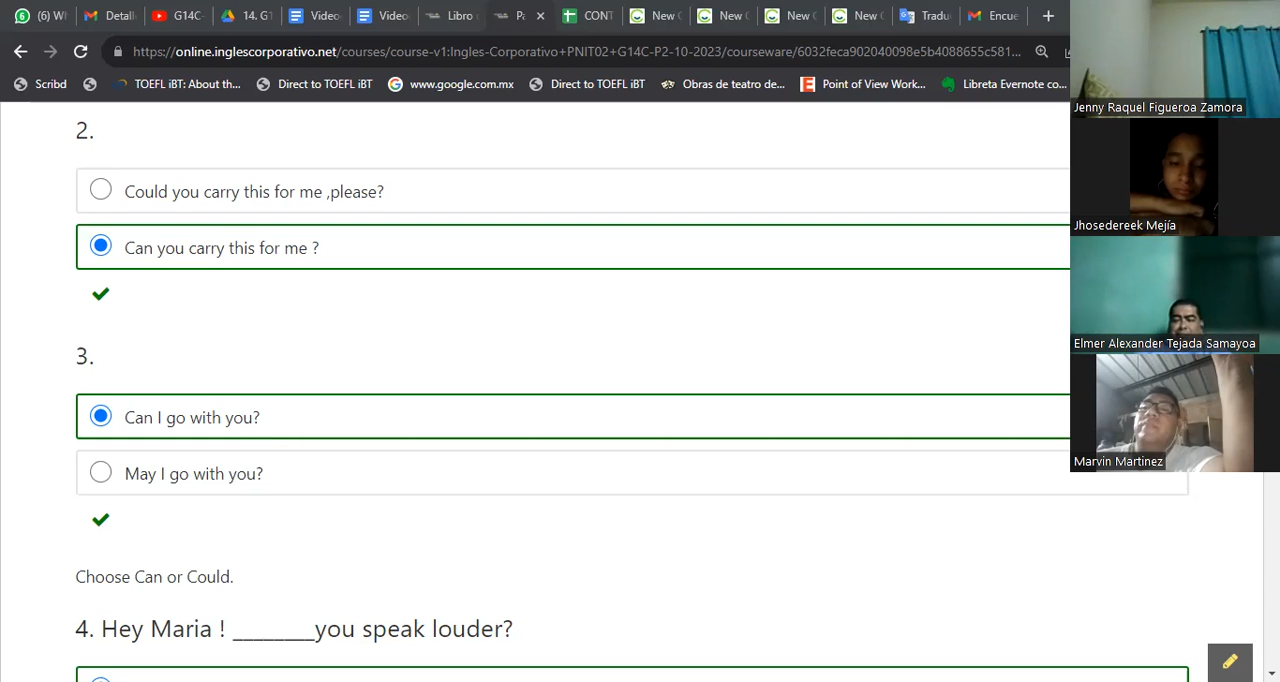 (6) W Detall G14C- 14. G1 Video Video Libro Pa CONT New New New New Tradu Encue
https://online.inglescorporativo.net/courses/course-v1:Ingles-Corporativo+PNIT02+G14C-P2-10-2023/courseware/6032feca902040098e5b4088655c581...
Scribd TOEFL iBT: About th... Direct to TOEFL iBT www.google.com.mx Direct to TOEFL iBT Obras de teatro de... Point of View Work... Libreta Evernote co...
Jenny Raquel Figueroa Zamora
2.
Could you carry this for me ,please?
Jhosedereek Mejía
Can you carry this for me ?
Elmer Alexander Tejada Samayoa
3.
Can I go with you?
Marvin Martinez
May I go with you?
Choose Can or Could.
4. Hey Maria ! ________you speak louder?